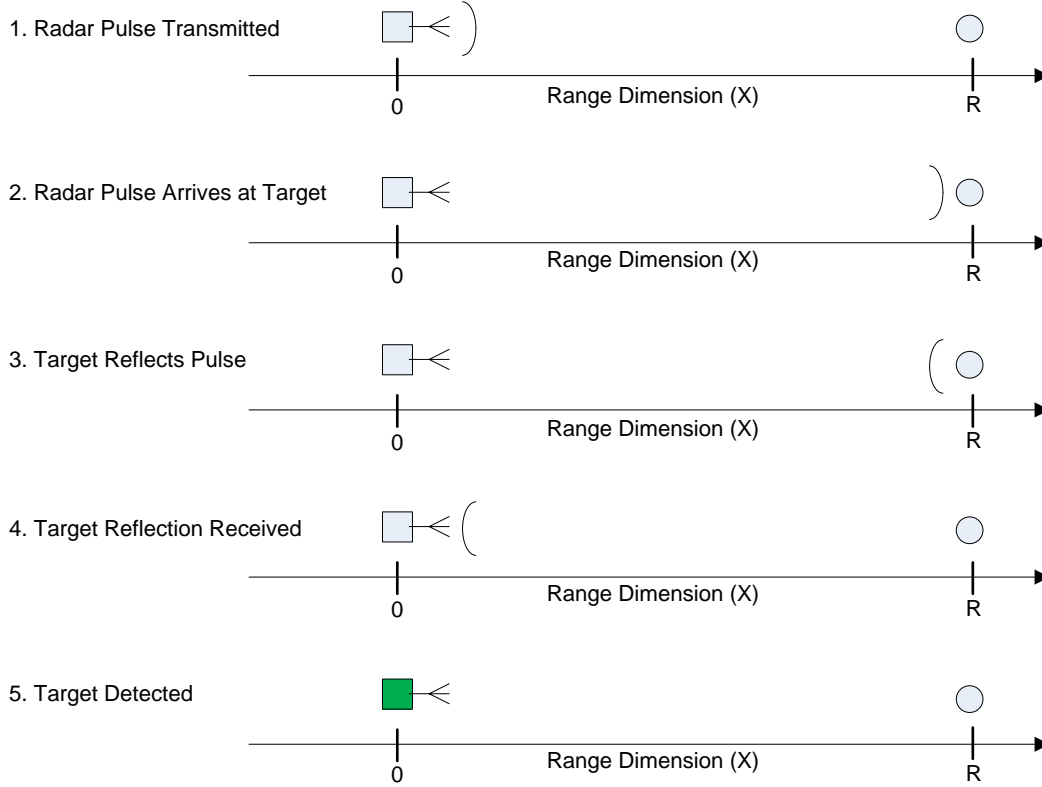 1. Radar Pulse Transmitted
Range Dimension (X)
0
R
2. Radar Pulse Arrives at Target
Range Dimension (X)
0
R
3. Target Reflects Pulse
Range Dimension (X)
0
R
4. Target Reflection Received
Range Dimension (X)
0
R
5. Target Detected
Range Dimension (X)
0
R